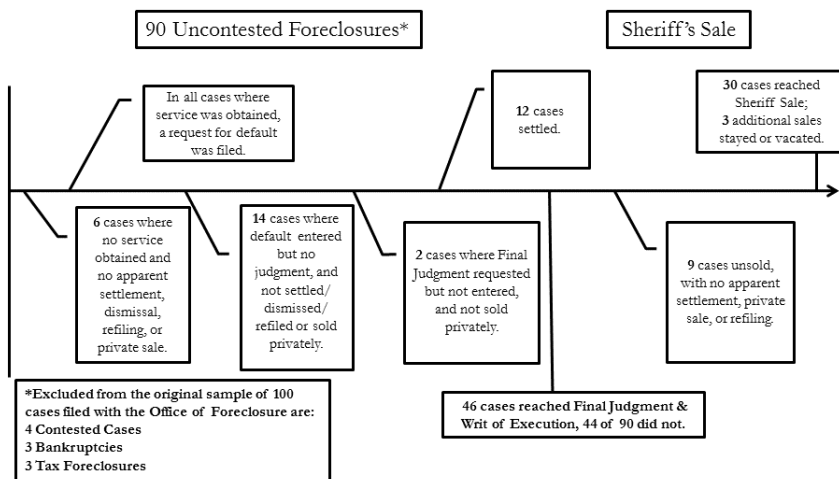 90 Uncontested Foreclosures*
Sheriff's Sale
In all cases where
service was obtained,
a request for default
was filed.
12 cases
settled.
30 cases reached
Sheriff Sale;
3 additional sales
stayed or vacated.
6 cases where
no service
obtained and
no apparent
settlement,
dismissal,
refiling, or
private sale.
14 cases where
default entered
but no
judgment, and
not settled/
dismissed/
refiled or sold
privately.
2 cases where Final
Judgment requested
but not entered,
and not sold
privately.
9 cases unsold,
with no apparent
settlement, private
sale, or refiling.
*Excluded from the original sample of 100
cases filed with the Office of Foreclosure are:
4 Contested Cases
3 Bankruptcies
3 Tax Foreclosures
46 cases reached Final Judgment &
Writ of Execution, 44 of 90 did not.